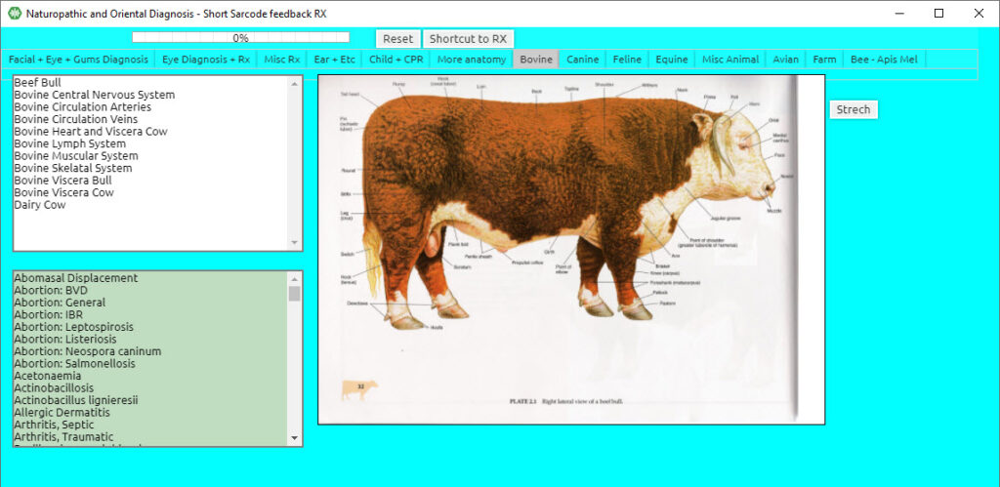 Naturopathic and Oriental Diagnosis - Short Sarcode feedback RX
0%
Reset
Shortcut to RX
Facial + Eye + Gums Diagnosis
Eye Diagnosis + Rx
Misc Rx
Ear + Etc
Child + CPR
More anatomy
Bovine
Canine
Feline
Equine
Misc Animal
Avian
Farm
Bee - Apis Mel
Beef Bull
Bovine Central Nervous System
Bovine Circulation Arteries
Bovine Circulation Veins
Bovine Heart and Viscera Cow
Bovine Lymph System
Bovine Muscular System
Bovine Skelatal System
Bovine Viscera Bull
Bovine Viscera Cow
Dairy Cow
Strech
Tail head
Rump
Hook
Loin
Back
Topline
Shoulder
Withers
Neck
Poll
Horn
Orbit
Medial
canthus
Face
Nostril
Muzzle
Jugular groove
Point of shoulder
(greater tubercle of humerus)
Arm
Brisket
Knee (carpus)
Foreshank (metacarpus)
Fetlock
Pastern
Pin
Round
Stifle
Leg
Switch
Hock
(tarsus)
Dewclaws
Hoofs
Flank fold
Penile sheath
Scrotum
Preputial orifice
Girth
Point of
elbow
32
PLATE 2.1 Right lateral view of a beef bull.
Abomasal Displacement
Abortion: BVD
Abortion: General
Abortion: IBR
Abortion: Leptospirosis
Abortion: Listeriosis
Abortion: Neospora caninum
Abortion: Salmonellosis
Acetonaemia
Actinobacillosis
Actinobacillus lignieresii
Allergic Dermatitis
Arthritis, Septic
Arthritis, Traumatic